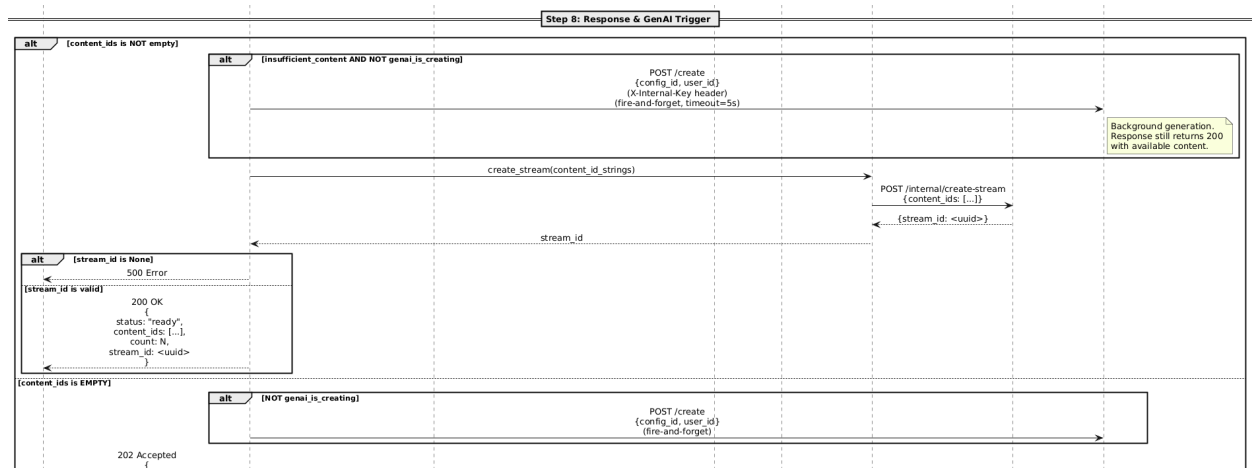 Step 8: Response & GenAI Trigger
alt [content_ids is NOT empty]
alt [insufficient_content AND NOT genai_is_creating]
POST /create
{config_id, user_id}
(X-Internal-Key header)
(fire-and-forget, timeout=5s)
Background generation.
Response still returns 200
with available content.
create_stream(content_id_strings)
POST /internal/create-stream
{content_ids: [...]}
{stream_id: <uuid>}
stream_id
alt [stream_id is None]
500 Error
[stream_id is valid]
200 OK
{
status: "ready",
content_ids: [...],
count: N,
stream_id: <uuid>
}
[content_ids is EMPTY]
alt [NOT genai_is_creating]
POST /create
{config_id, user_id}
(fire-and-forget)
202 Accepted
{